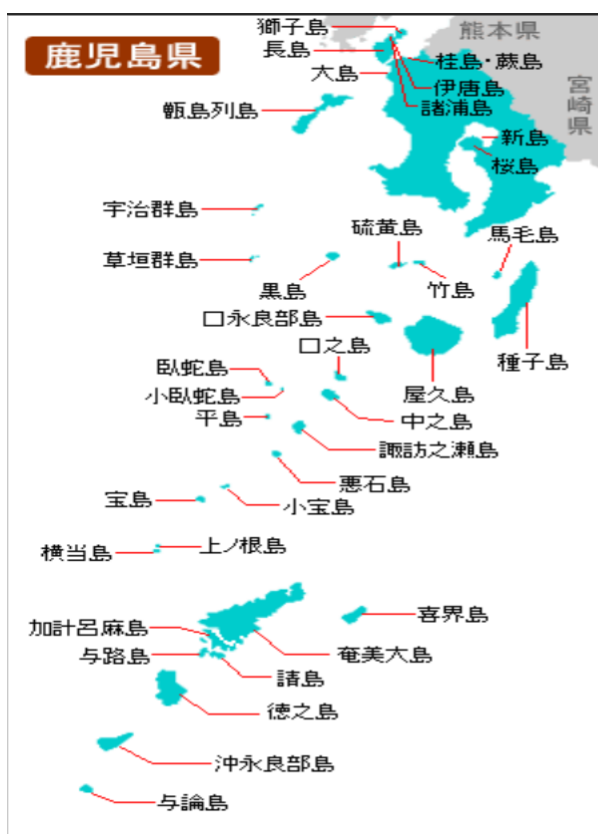 鹿児島県
獅子島
熊本県
長島
桂島・蕨島
大島
伊唐島
諸浦島
宮崎県
甑島列島
新島
桜島
宇治群島
硫黄島
馬毛島
草垣群島
黒島
竹島
口永良部島
口之島
種子島
臥蛇島
小臥蛇島
屋久島
平島
中之島
諏訪之瀬島
悪石島
宝島
小宝島
横当島
上ノ根島
喜界島
加計呂麻島
奄美大島
与路島
諸島
徳之島
沖永良部島
与論島